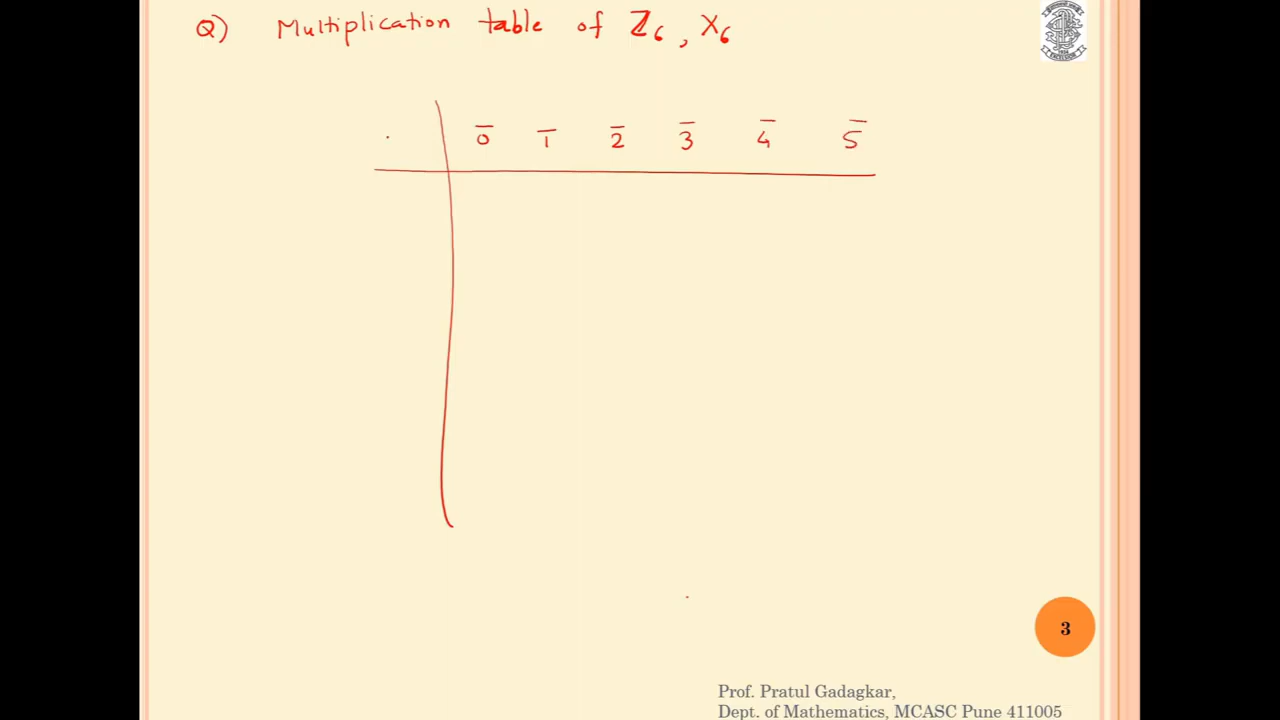 Q) Multiplication table of ℤ₆, X₆
. 0̅ 1̅ 2̅ 3̅ 4̅ 5̅
3
Prof. Pratul Gadagkar,
Dept. of Mathematics, MCASC Pune 411005